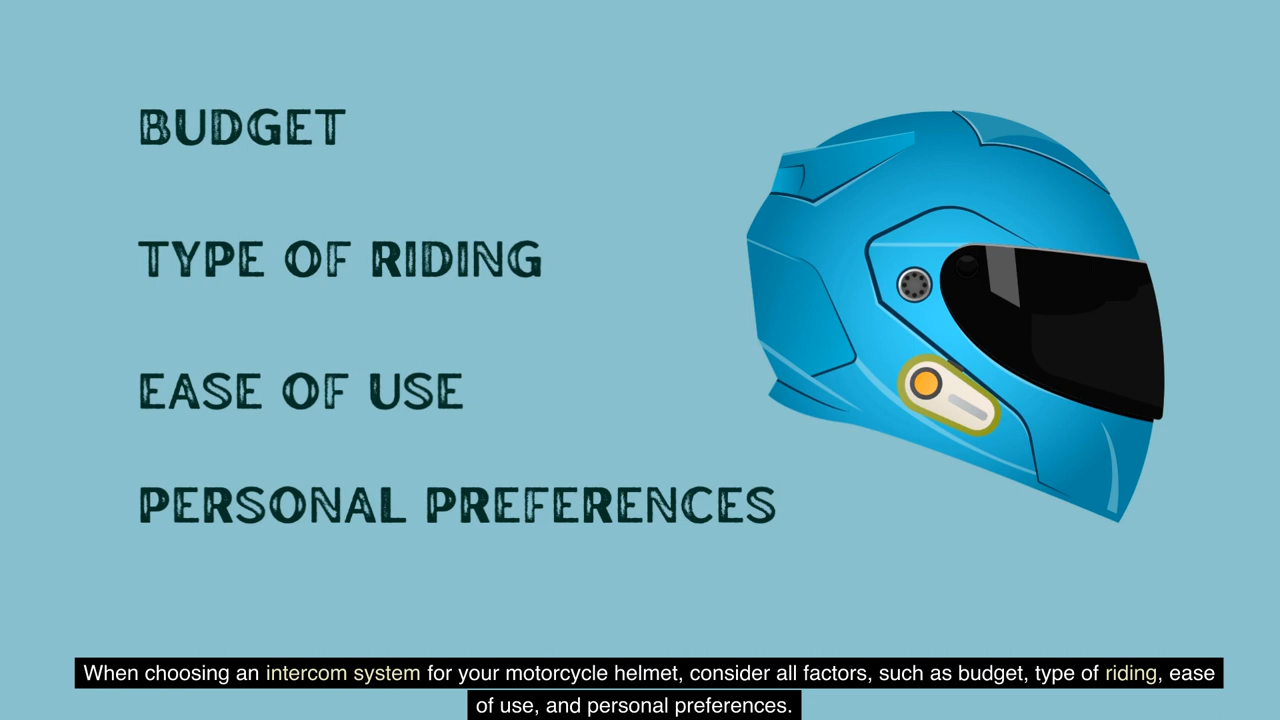 BUDGET
TYPE OF RIDING
EASE OF USE
PERSONAL PREFERENCES
When choosing an intercom system for your motorcycle helmet, consider all factors, such as budget, type of riding, ease
of use, and personal preferences.